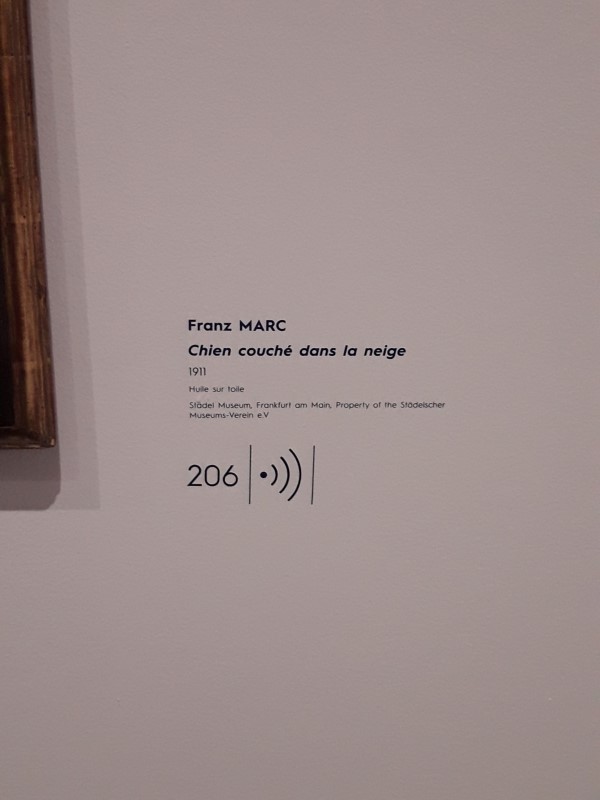 Franz MARC
Chien couché dans la neige
1911
Huile sur toile
Städel Museum, Frankfurt am Main, Property of the Städelscher
Museums-Verein e.V
206